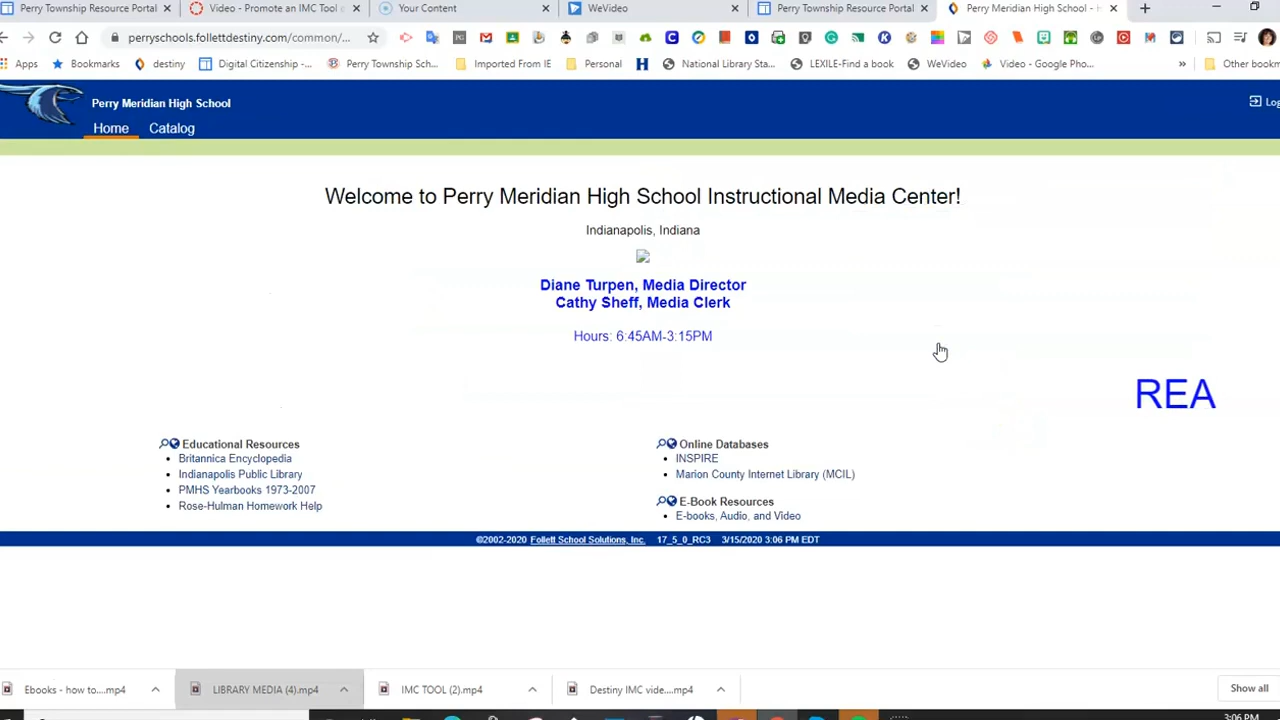 Perry Township Resource Portal
Video - Promote an IMC Tool c
Your Content
WeVideo
Perry Township Resource Portal
Perry Meridian High School - h
perryschools.follettdestiny.com/common/...
Apps
Bookmarks
destiny
Digital Citizenship -...
Perry Township Sch...
Imported From IE
Personal
National Library Sta...
LEXILE-Find a book
WeVideo
Video - Google Pho...
»
Other bookm
Perry Meridian High School
Log
Home
Catalog
Welcome to Perry Meridian High School Instructional Media Center!
Indianapolis, Indiana
Diane Turpen, Media Director
Cathy Sheff, Media Clerk
Hours: 6:45AM-3:15PM
REA
Educational Resources
• Britannica Encyclopedia
• Indianapolis Public Library
• PMHS Yearbooks 1973-2007
• Rose-Hulman Homework Help
Online Databases
• INSPIRE
• Marion County Internet Library (MCIL)
E-Book Resources
• E-books, Audio, and Video
©2002-2020 Follett School Solutions, Inc. 17_5_0_RC3 3/15/2020 3:06 PM EDT
Ebooks - how to....mp4
LIBRARY MEDIA (4).mp4
IMC TOOL (2).mp4
Destiny IMC vide....mp4
Show all
3:06 PM